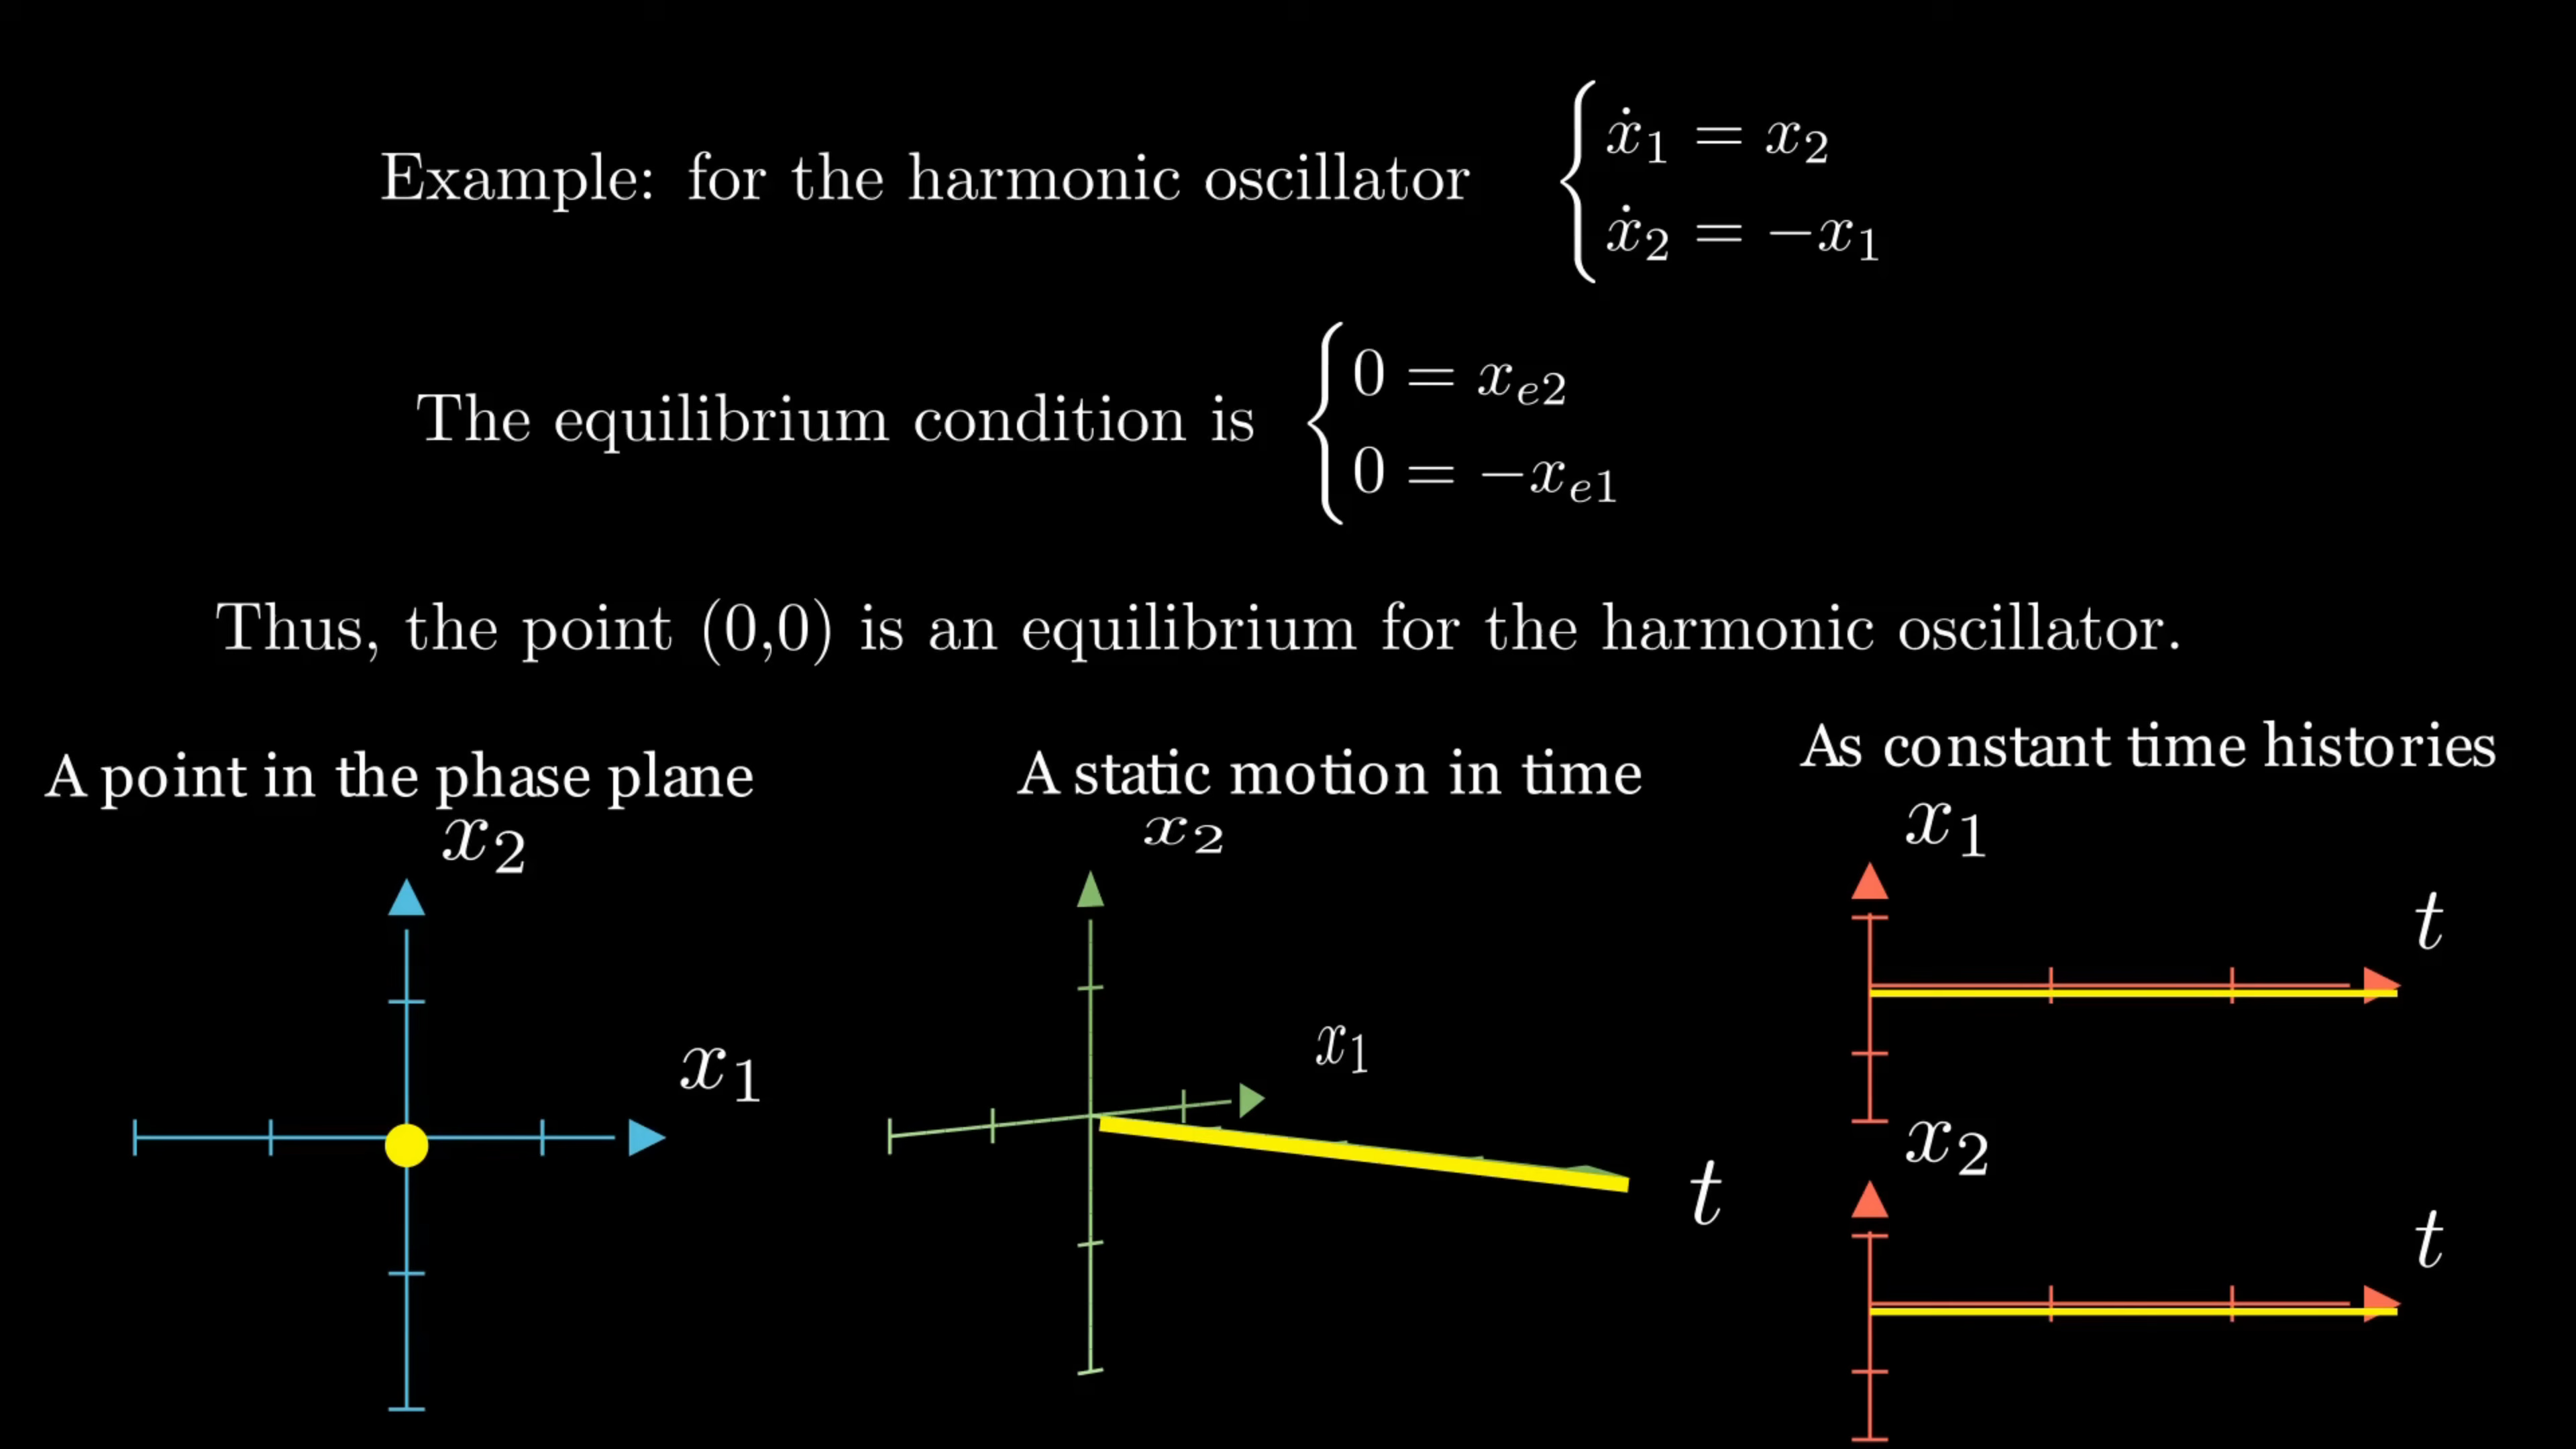 Example: for the harmonic oscillator { ẋ₁ = x₂
ẋ₂ = −x₁
The equilibrium condition is { 0 = xₑ₂
0 = −xₑ₁
Thus, the point (0,0) is an equilibrium for the harmonic oscillator.
A point in the phase plane
x₂
x₁
A static motion in time
x₂
x₁
t
As constant time histories
x₁
t
x₂
t